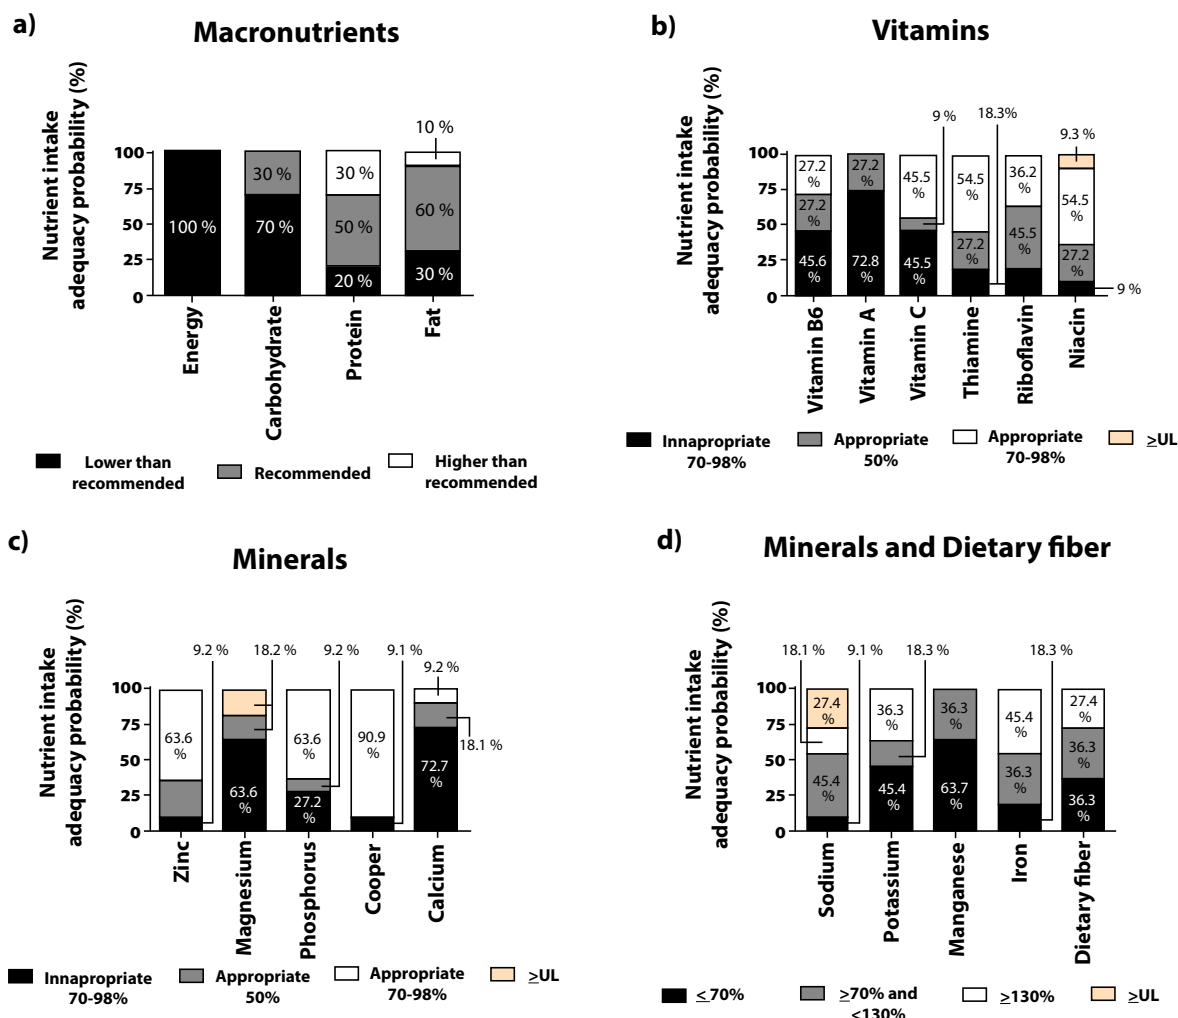 a)
Macronutrients
Nutrient intake
adequacy probability (%)
100
75
50
25
0
100 %
30 %
70 %
30 %
50 %
20 %
10 %
60 %
30 %
Energy
Carbohydrate
Protein
Fat
Lower than
recommended
Recommended
Higher than
recommended
b)
Vitamins
Nutrient intake
adequacy probability (%)
100
75
50
25
0
9 %
18.3%
9.3 %
27.2
%
27.2
%
45.6
%
27.2
%
72.8
%
45.5
%
45.5
%
54.5
%
27.2
%
36.2
%
45.5
%
54.5
%
27.2
%
9 %
Vitamin B6
Vitamin A
Vitamin C
Thiamine
Riboflavin
Niacin
Innapropriate
70-98%
Appropriate
50%
Appropriate
70-98%
≥UL
c)
Minerals
Nutrient intake
adequacy probability (%)
100
75
50
25
0
9.2 %
18.2 %
9.2 %
9.1 %
9.2 %
63.6
%
63.6
%
63.6
%
27.2
%
90.9
%
72.7
%
18.1 %
Zinc
Magnesium
Phosphorus
Cooper
Calcium
Innapropriate
70-98%
Appropriate
50%
Appropriate
70-98%
≥UL
d)
Minerals and Dietary fiber
Nutrient intake
adequacy probability (%)
100
75
50
25
0
18.1 %
9.1 %
18.3 %
18.3 %
27.4
%
45.4
%
36.3
%
45.4
%
36.3
%
63.7
%
45.4
%
36.3
%
27.4
%
36.3
%
36.3
%
Sodium
Potassium
Manganese
Iron
Dietary fiber
≤70%
≥70% and
<130%
≥130%
≥UL